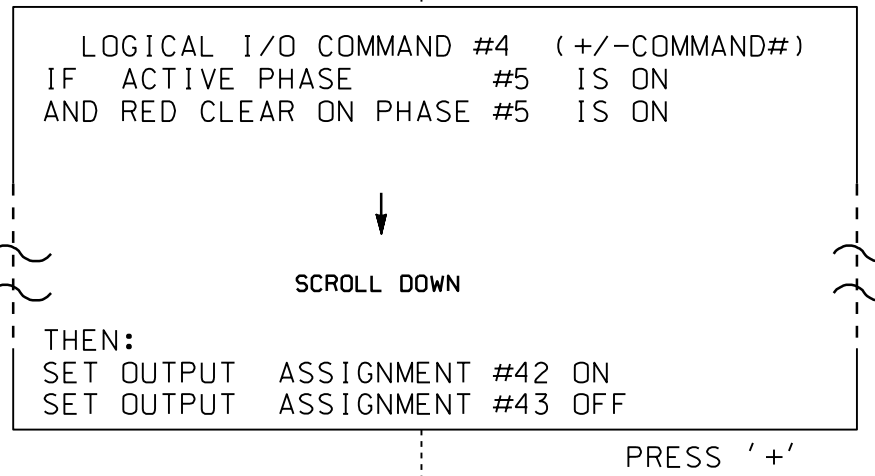 LOGICAL I/O COMMAND #4 (+/-COMMAND#)
IF ACTIVE PHASE #5 IS ON
AND RED CLEAR ON PHASE #5 IS ON
SCROLL DOWN
THEN:
SET OUTPUT ASSIGNMENT #42 ON
SET OUTPUT ASSIGNMENT #43 OFF
PRESS '+'